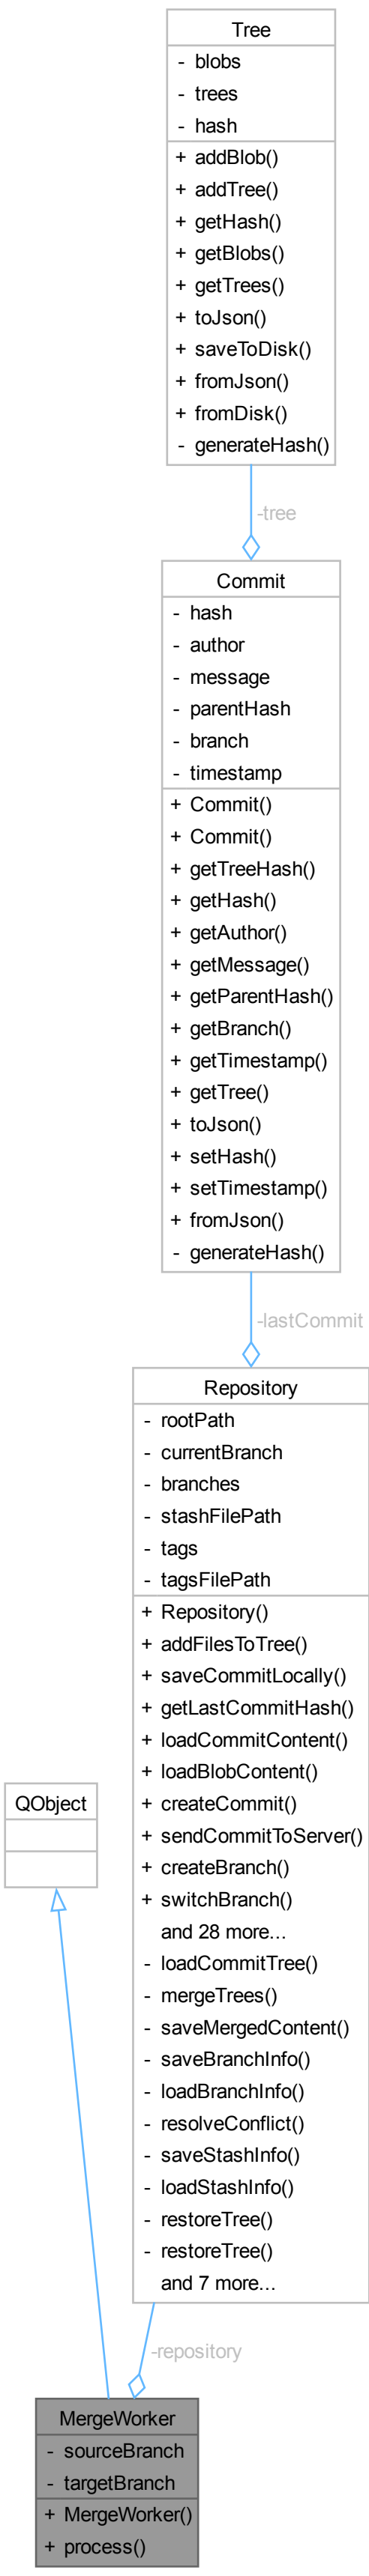 Tree
- blobs
- trees
- hash
+ addBlob()
+ addTree()
+ getHash()
+ getBlobs()
+ getTrees()
+ toJson()
+ saveToDisk()
+ fromJson()
+ fromDisk()
- generateHash()
-tree
Commit
- hash
- author
- message
- parentHash
- branch
- timestamp
+ Commit()
+ Commit()
+ getTreeHash()
+ getHash()
+ getAuthor()
+ getMessage()
+ getParentHash()
+ getBranch()
+ getTimestamp()
+ getTree()
+ toJson()
+ setHash()
+ setTimestamp()
+ fromJson()
- generateHash()
-lastCommit
Repository
- rootPath
- currentBranch
- branches
- stashFilePath
- tags
- tagsFilePath
+ Repository()
+ addFilesToTree()
+ saveCommitLocally()
+ getLastCommitHash()
+ loadCommitContent()
+ loadBlobContent()
+ createCommit()
+ sendCommitToServer()
+ createBranch()
+ switchBranch()
and 28 more...
- loadCommitTree()
- mergeTrees()
- saveMergedContent()
- saveBranchInfo()
- loadBranchInfo()
- resolveConflict()
- saveStashInfo()
- loadStashInfo()
- restoreTree()
- restoreTree()
and 7 more...
QObject
-repository
MergeWorker
- sourceBranch
- targetBranch
+ MergeWorker()
+ process()